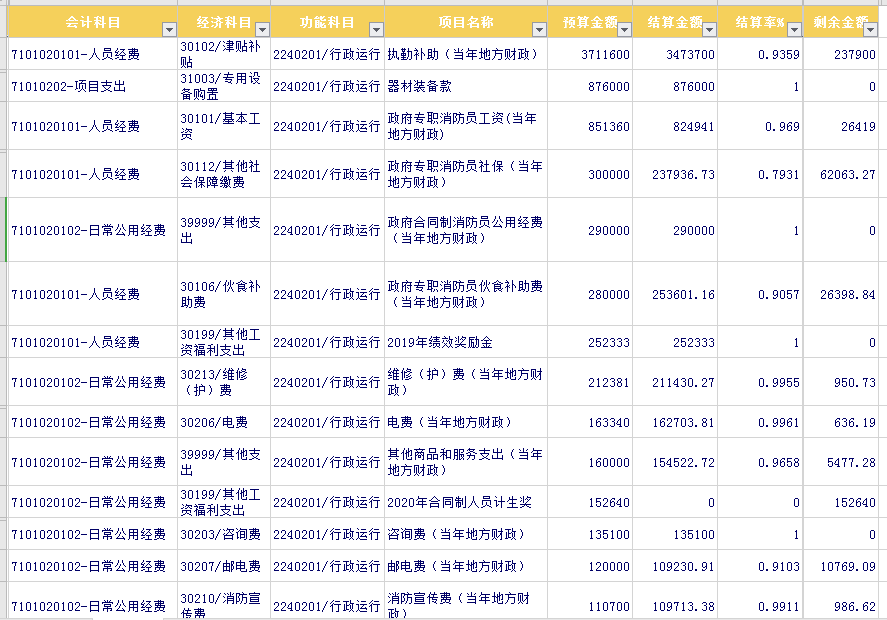 会计科目 经济科目 功能科目 项目名称 预算金额 结算金额 结算率% 剩余金额
7101020101-人员经费 30102/津贴补贴 2240201/行政运行 执勤补助（当年地方财政） 3711600 3473700 0.9359 237900
71010202-项目支出 31003/专用设备购置 2240201/行政运行 器材装备款 876000 876000 1 0
7101020101-人员经费 30101/基本工资 2240201/行政运行 政府专职消防员工资(当年地方财政) 851360 824941 0.969 26419
7101020101-人员经费 30112/其他社会保障缴费 2240201/行政运行 政府专职消防员社保（当年地方财政） 300000 237936.73 0.7931 62063.27
7101020102-日常公用经费 39999/其他支出 2240201/行政运行 政府合同制消防员公用经费（当年地方财政） 290000 290000 1 0
7101020101-人员经费 30106/伙食补助费 2240201/行政运行 政府专职消防员伙食补助费（当年地方财政） 280000 253601.16 0.9057 26398.84
7101020101-人员经费 30199/其他工资福利支出 2240201/行政运行 2019年绩效奖励金 252333 252333 1 0
7101020102-日常公用经费 30213/维修（护）费 2240201/行政运行 维修（护）费（当年地方财政） 212381 211430.27 0.9955 950.73
7101020102-日常公用经费 30206/电费 2240201/行政运行 电费（当年地方财政） 163340 162703.81 0.9961 636.19
7101020102-日常公用经费 39999/其他支出 2240201/行政运行 其他商品和服务支出（当年地方财政） 160000 154522.72 0.9658 5477.28
7101020102-日常公用经费 30199/其他工资福利支出 2240201/行政运行 2020年合同制人员计生奖 152640 0 0 152640
7101020102-日常公用经费 30203/咨询费 2240201/行政运行 咨询费（当年地方财政） 135100 135100 1 0
7101020102-日常公用经费 30207/邮电费 2240201/行政运行 邮电费（当年地方财政） 120000 109230.91 0.9103 10769.09
7101020102-日常公用经费 30210/消防宣传费 2240201/行政运行 消防宣传费（当年地方财政） 110700 109713.38 0.9911 986.62